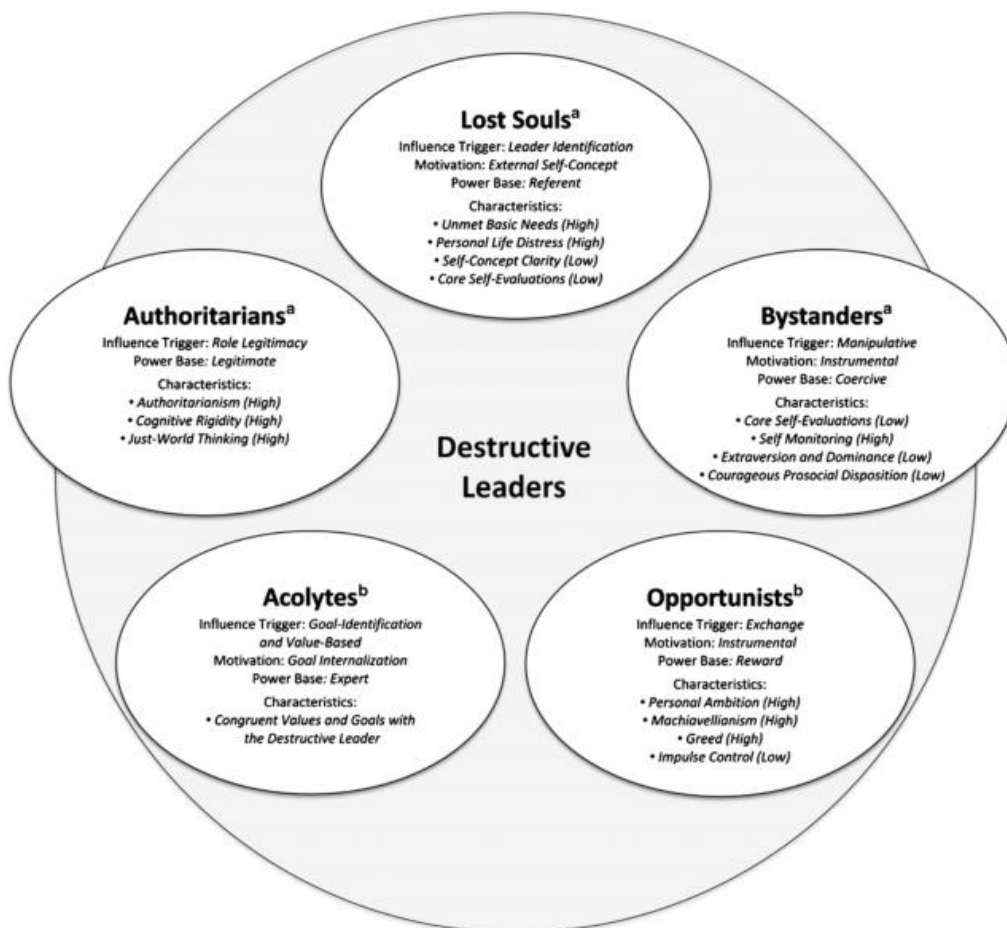 Lost Soulsᵃ
Influence Trigger: Leader Identification
Motivation: External Self-Concept
Power Base: Referent
Characteristics:
• Unmet Basic Needs (High)
• Personal Life Distress (High)
• Self-Concept Clarity (Low)
• Core Self-Evaluations (Low)
Authoritariansᵃ
Influence Trigger: Role Legitimacy
Power Base: Legitimate
Characteristics:
• Authoritarianism (High)
• Cognitive Rigidity (High)
• Just-World Thinking (High)
Bystandersᵃ
Influence Trigger: Manipulative
Motivation: Instrumental
Power Base: Coercive
Characteristics:
• Core Self-Evaluations (Low)
• Self Monitoring (High)
• Extraversion and Dominance (Low)
• Courageous Prosocial Disposition (Low)
Destructive
Leaders
Acolytesᵇ
Influence Trigger: Goal-Identification
and Value-Based
Motivation: Goal Internalization
Power Base: Expert
Characteristics:
• Congruent Values and Goals with
the Destructive Leader
Opportunistsᵇ
Influence Trigger: Exchange
Motivation: Instrumental
Power Base: Reward
Characteristics:
• Personal Ambition (High)
• Machiavellianism (High)
• Greed (High)
• Impulse Control (Low)